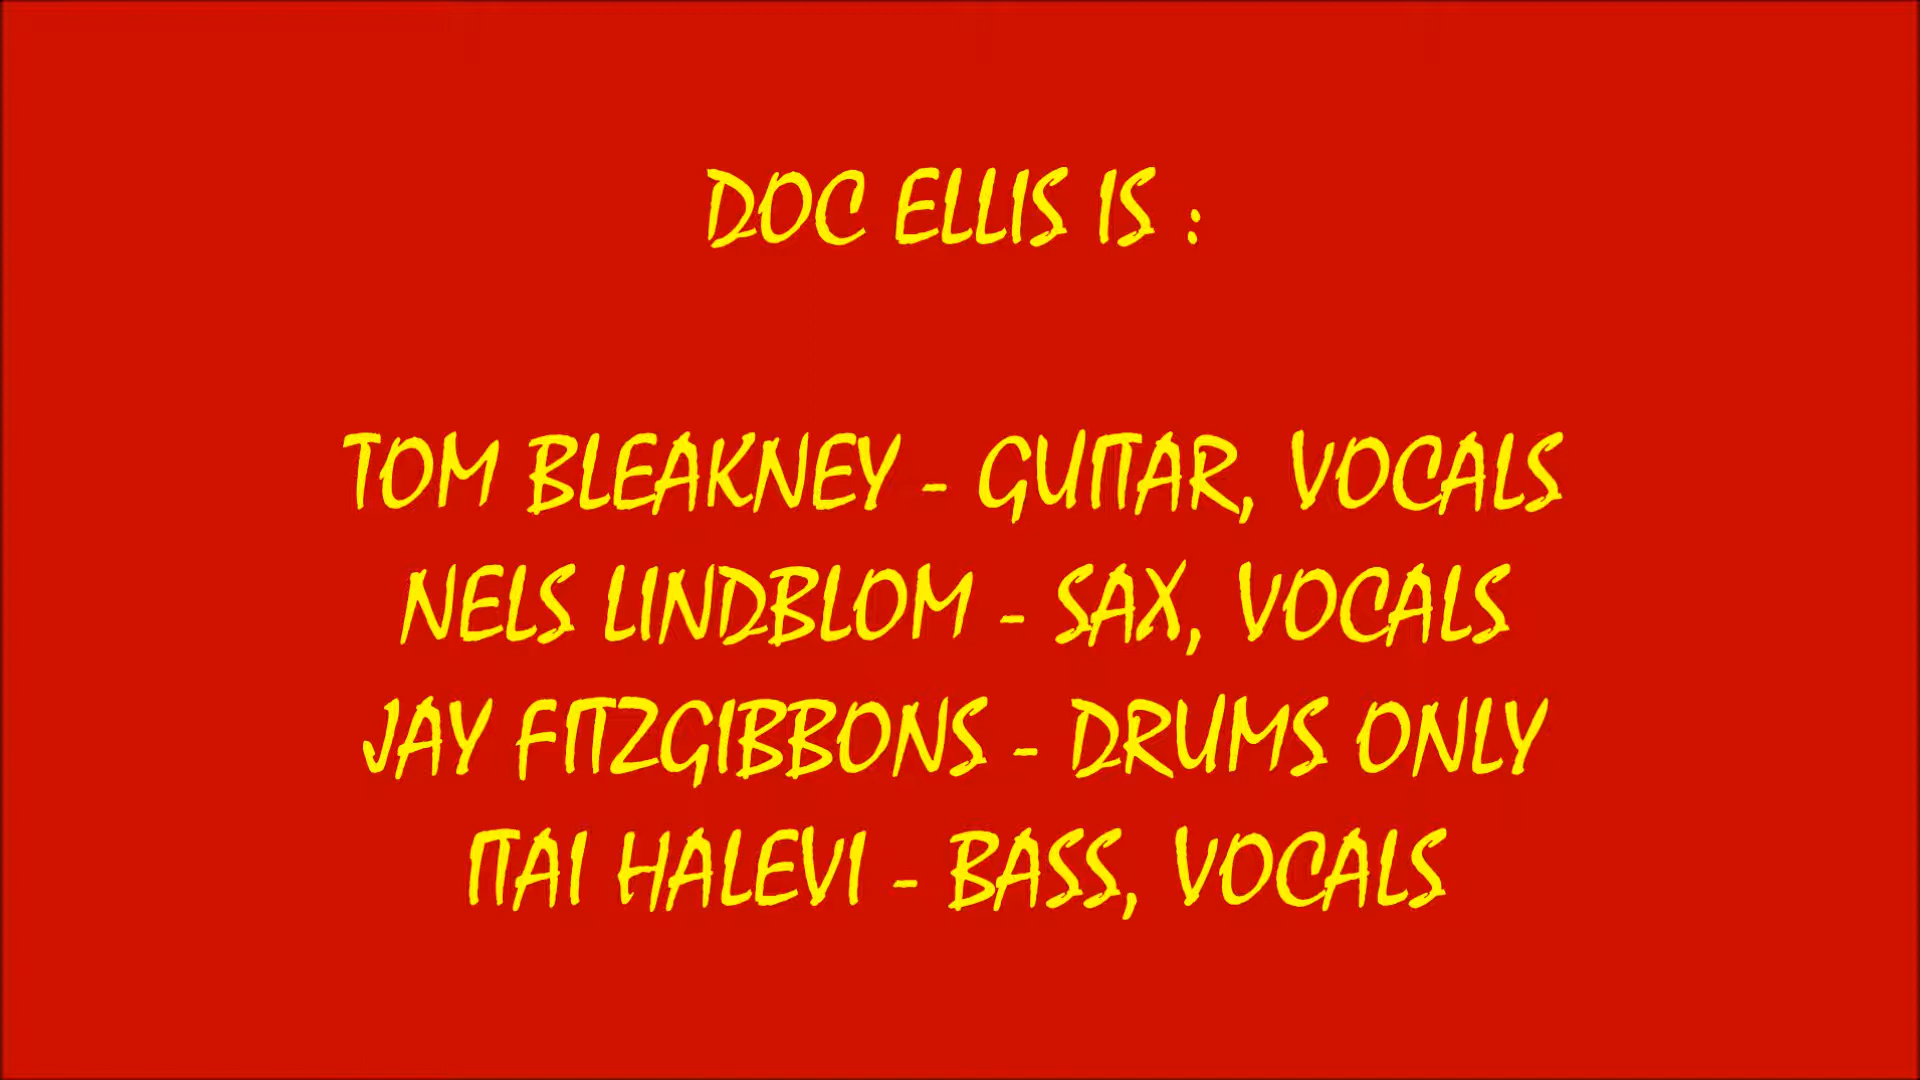 DOC ELLIS IS :
TOM BLEAKNEY - GUITAR, VOCALS
NELS LINDBLOM - SAX, VOCALS
JAY FITZGIBBONS - DRUMS ONLY
ITAI HALEVI - BASS, VOCALS